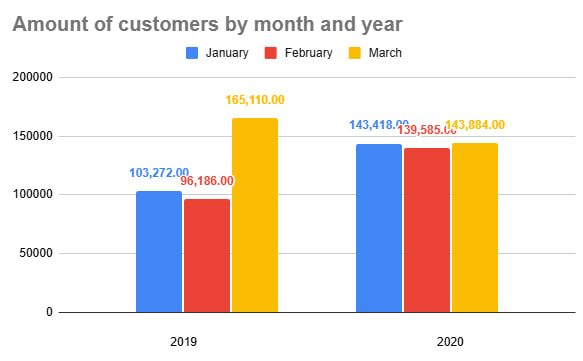 Amount of customers by month and year
January February March
200000
150000
100000
50000
0
103,272.00 96,186.00 165,110.00
143,418.00 139,585.00 143,884.00
2019 2020